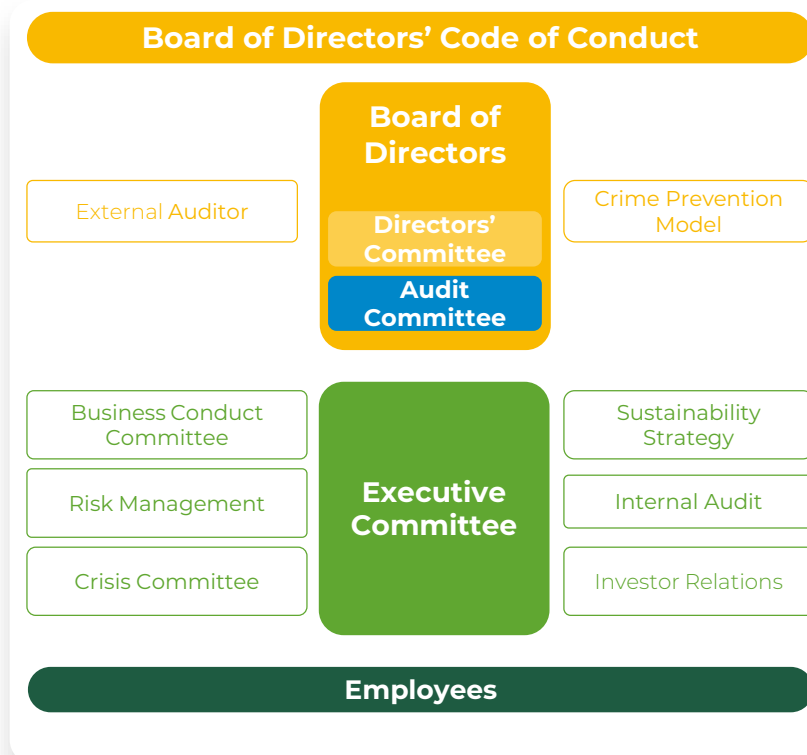 Board of Directors’ Code of Conduct
Board of
Directors
External Auditor
Crime Prevention
Model
Directors’
Committee
Audit
Committee
Business Conduct
Committee
Risk Management
Crisis Committee
Executive
Committee
Sustainability
Strategy
Internal Audit
Investor Relations
Employees